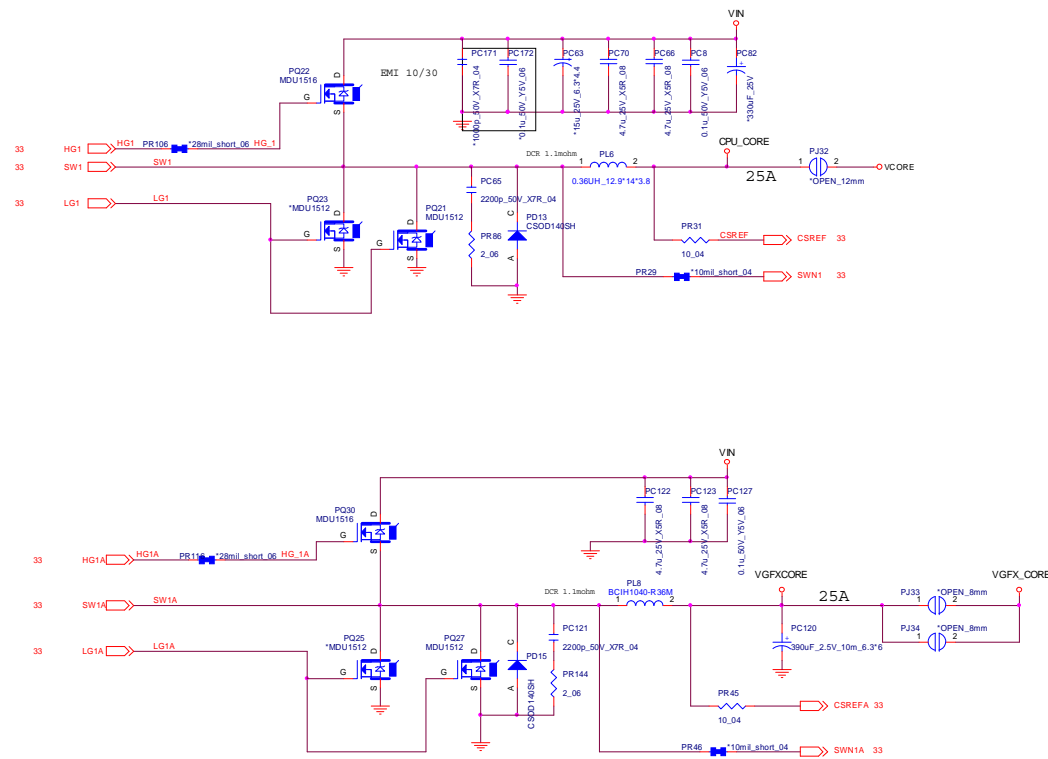 VIN
PC171
PC172
PC63
PC70
PC66
PC8
PC82
*1000p_50V_X7R_04
*0.1u_50V_Y5V_06
*15u_25V_6.3*4.4
4.7u_25V_X5R_08
4.7u_25V_X5R_08
0.1u_50V_Y5V_06
*330uF_25V
EMI 10/30
PQ22
MDU1516
D
G
S
33 HG1 HG1 PR106 *28mil_short_06 HG_1
33 SW1 SW1
33 LG1 LG1
DCR 1.1mohm
PL6
1 2
0.36UH_12.9*14*3.8
CPU_CORE
25A
PJ32
1 2
*OPEN_12mm
VCORE
PQ23
*MDU1512
D
G
S
PQ21
MDU1512
D
G
S
PC65
2200p_50V_X7R_04
PR86
2_06
C
PD13
CSOD140SH
A
PR31
10_04
CSREF
CSREF 33
PR29
*10mil_short_04
SWN1 33
VIN
PC122
PC123
PC127
4.7u_25V_X5R_08
4.7u_25V_X5R_08
0.1u_50V_Y5V_06
PQ30
MDU1516
D
G
S
33 HG1A HG1A PR116 *28mil_short_06 HG_1A
33 SW1A SW1A
33 LG1A LG1A
DCR 1.1mohm
PL8
BCIH1040-R36M
1 2
VGFXCORE
25A
VGFX_CORE
PJ33
*OPEN_8mm
1 2
PJ34
*OPEN_8mm
1 2
PQ25
*MDU1512
D
G
S
PQ27
MDU1512
D
G
S
C
PD15
A
CSOD140SH
PC121
2200p_50V_X7R_04
PR144
2_06
PC120
390uF_2.5V_10m_6.3*6
PR45
10_04
CSREFA 33
PR46
*10mil_short_04
SWN1A 33